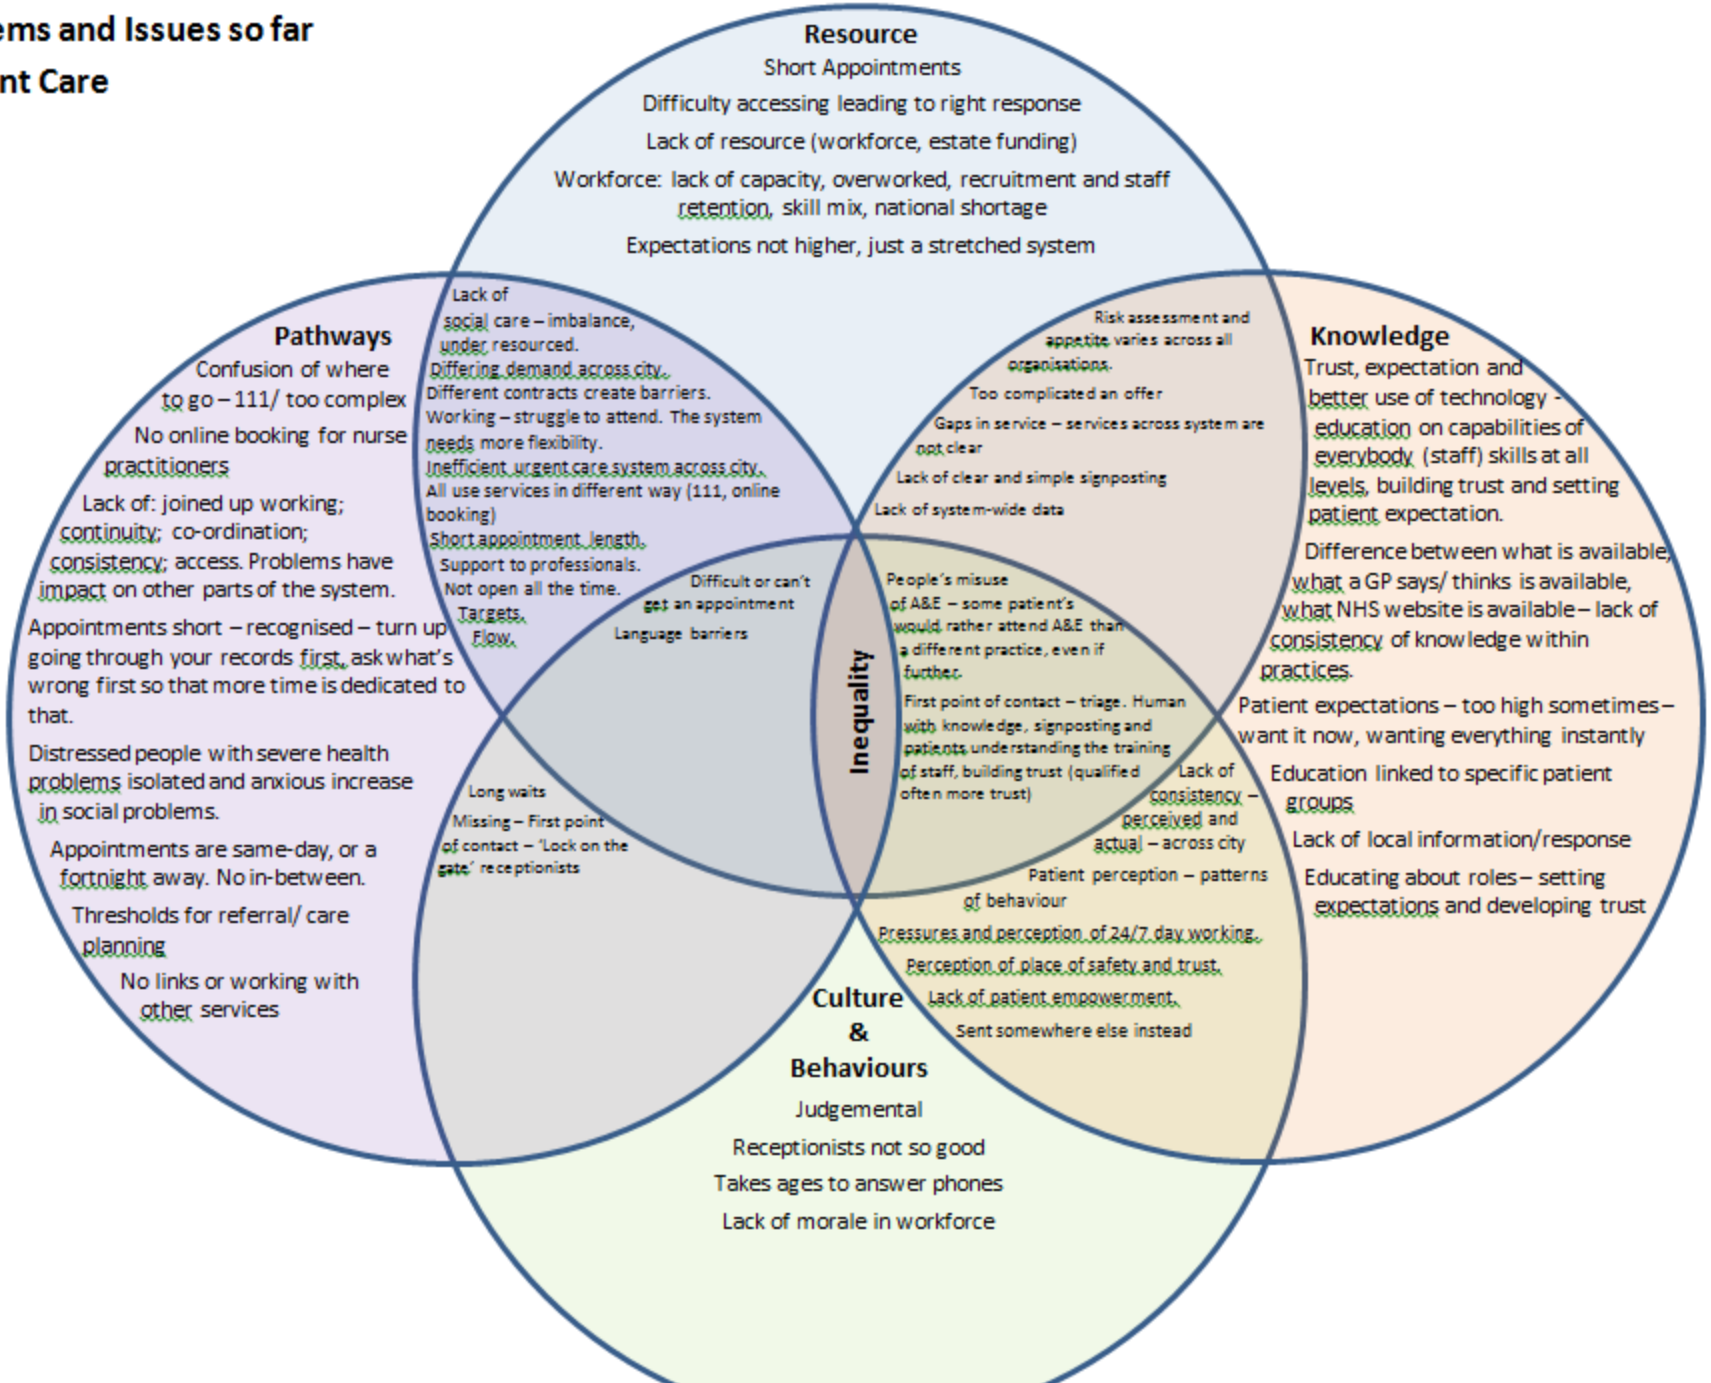 ems and Issues so far
nt Care
Resource
Short Appointments
Difficulty accessing leading to right response
Lack of resource (workforce, estate funding)
Workforce: lack of capacity, overworked, recruitment and staff
retention, skill mix, national shortage
Expectations not higher, just a stretched system
Pathways
Confusion of where
to go – 111/ too complex
No online booking for nurse
practitioners
Lack of: joined up working;
continuity; co-ordination;
consistency; access. Problems have
impact on other parts of the system.
Appointments short – recognised – turn up
going through your records first, ask what's
wrong first so that more time is dedicated to
that.
Distressed people with severe health
problems isolated and anxious increase
in social problems.
Appointments are same-day, or a
fortnight away. No in-between.
Thresholds for referral/ care
planning
No links or working with
other services
Lack of
social care – imbalance,
under resourced.
Differing demand across city.
Different contracts create barriers.
Working – struggle to attend. The system
needs more flexibility.
Inefficient urgent care system across city.
All use services in different way (111, online
booking)
Short appointment length.
Support to professionals.
Not open all the time.
Targets.
Flow.
Difficult or can't
get an appointment
Language barriers
Long waits
Missing – First point
of contact – 'Lock on the
gate' receptionists
Inequality
Risk assessment and
appetite varies across all
organisations.
Too complicated an offer
Gaps in service – services across system are
not clear
Lack of clear and simple signposting
Lack of system-wide data
People's misuse
of A&E – some patient's
would rather attend A&E than
a different practice, even if
further.
First point of contact – triage. Human
with knowledge, signposting and
patients understanding the training
of staff, building trust (qualified
often more trust)
Lack of
consistency –
perceived and
actual – across city
Patient perception – patterns
of behaviour
Pressures and perception of 24/7 day working.
Perception of place of safety and trust.
Lack of patient empowerment.
Sent somewhere else instead
Knowledge
Trust, expectation and
better use of technology -
education on capabilities of
everybody (staff) skills at all
levels, building trust and setting
patient expectation.
Difference between what is available,
what a GP says/ thinks is available,
what NHS website is available – lack of
consistency of knowledge within
practices.
Patient expectations – too high sometimes –
want it now, wanting everything instantly
Education linked to specific patient
groups
Lack of local information/response
Educating about roles – setting
expectations and developing trust
Culture
&
Behaviours
Judgemental
Receptionists not so good
Takes ages to answer phones
Lack of morale in workforce